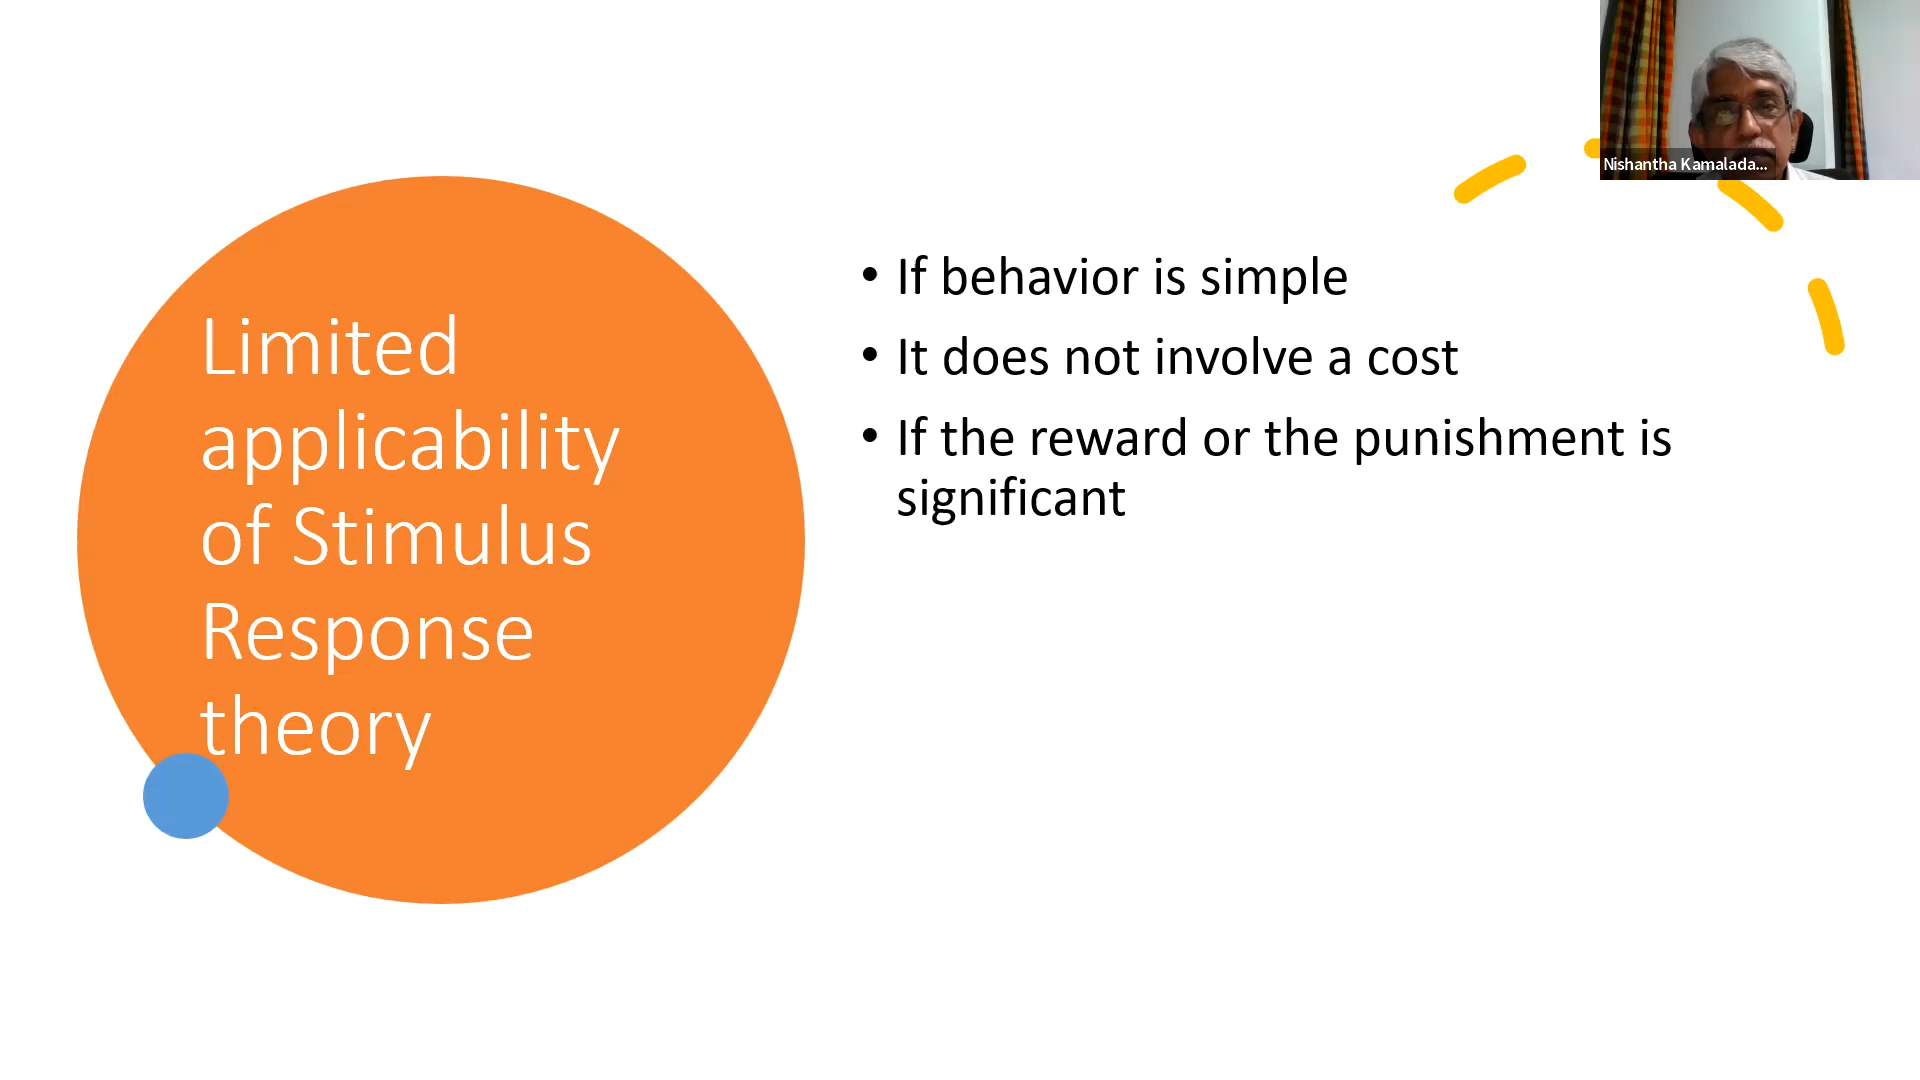 Limited
applicability
of Stimulus
Response
theory
• If behavior is simple
• It does not involve a cost
• If the reward or the punishment is
significant
Nishantha Kamalada...